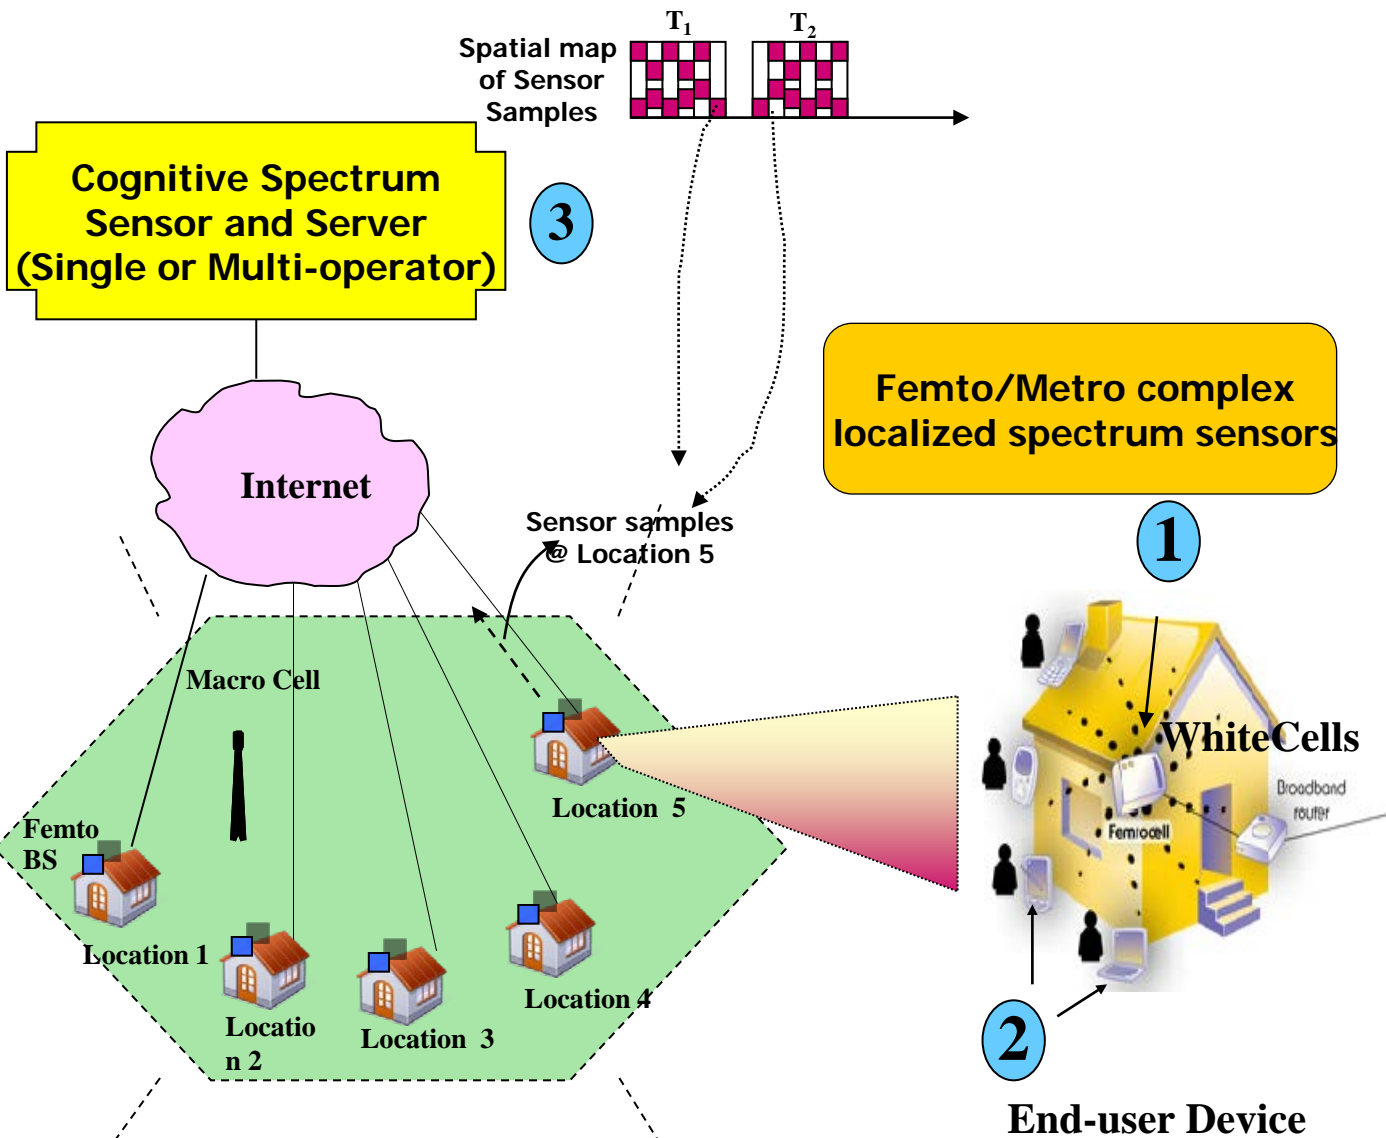 T1
T2
Spatial map
of Sensor
Samples
Cognitive Spectrum
Sensor and Server
(Single or Multi-operator)
3
Femto/Metro complex
localized spectrum sensors
Internet
1
Sensor samples
@ Location 5
Macro Cell
WhiteCells
Broadband
router
Location 5
Femtocell
Femto
BS
Location 1
Location 4
Locatio
n 2
Location 3
2
End-user Device